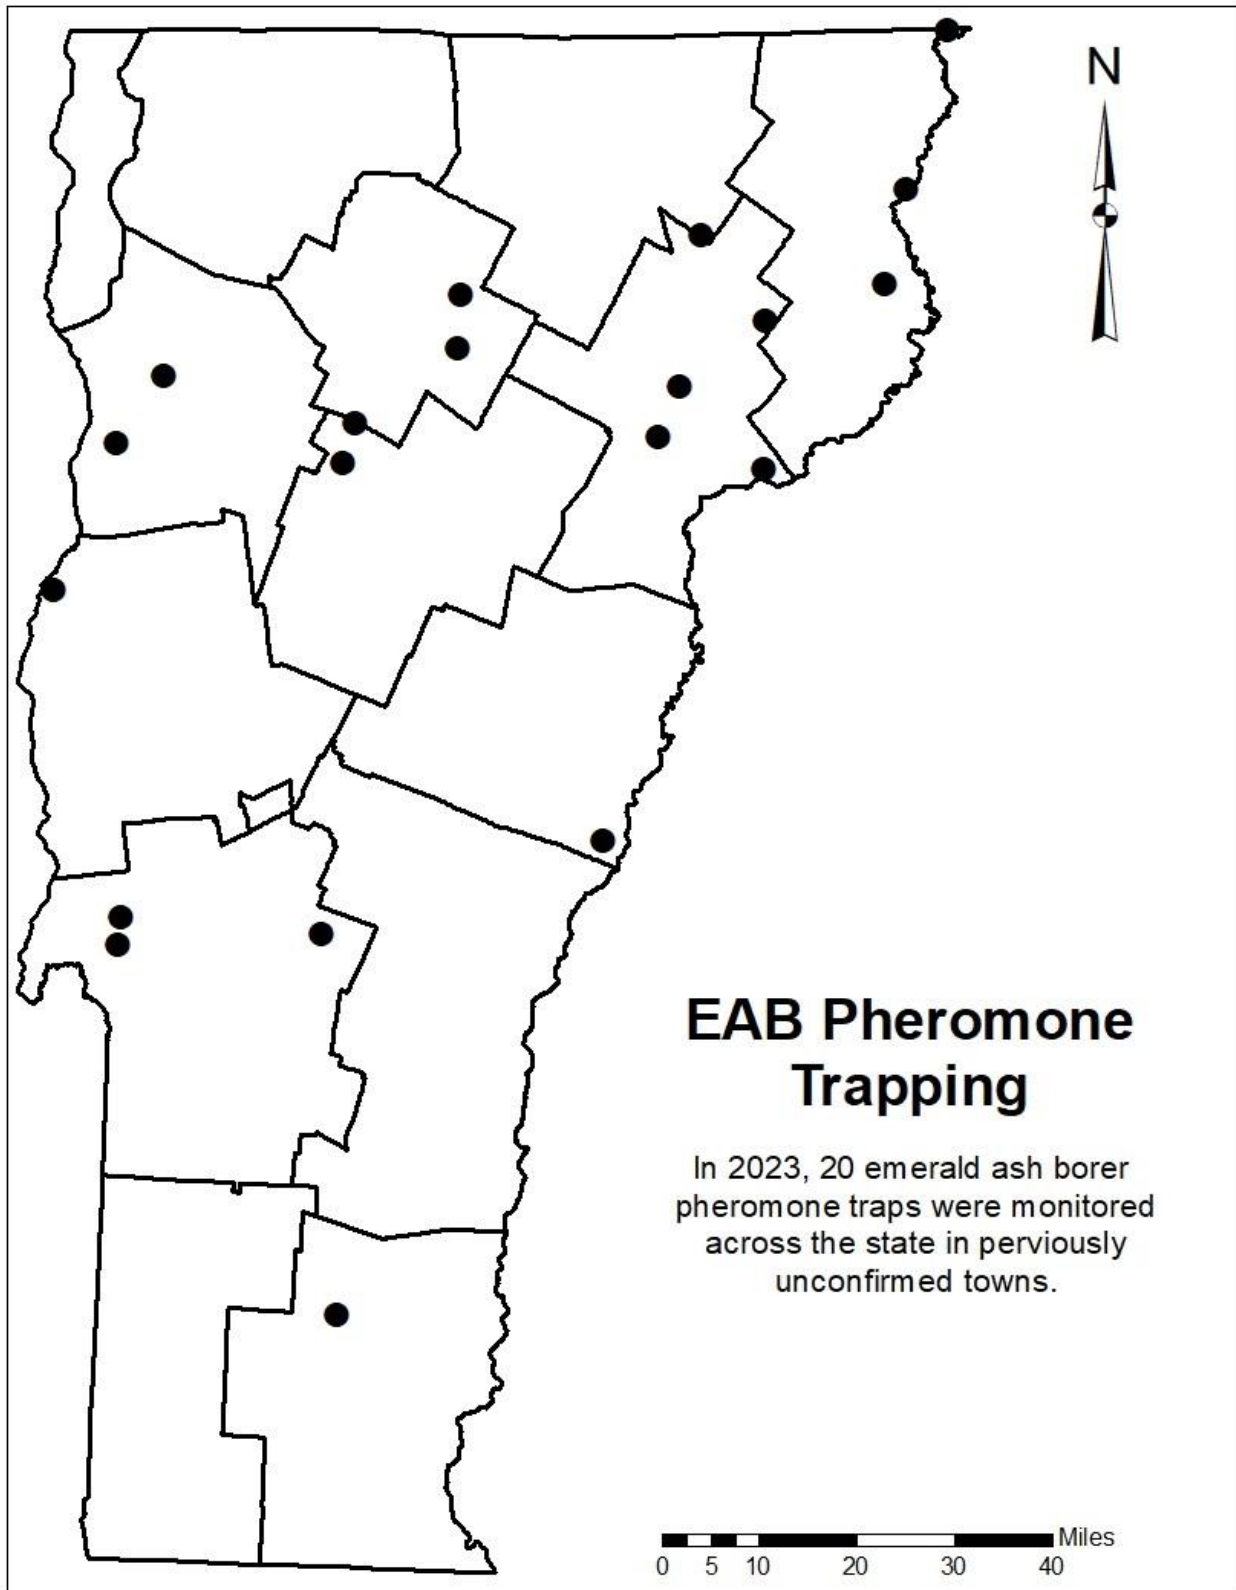 N
EAB Pheromone
Trapping
In 2023, 20 emerald ash borer
pheromone traps were monitored
across the state in perviously
unconfirmed towns.
Miles
0 5 10 20 30 40